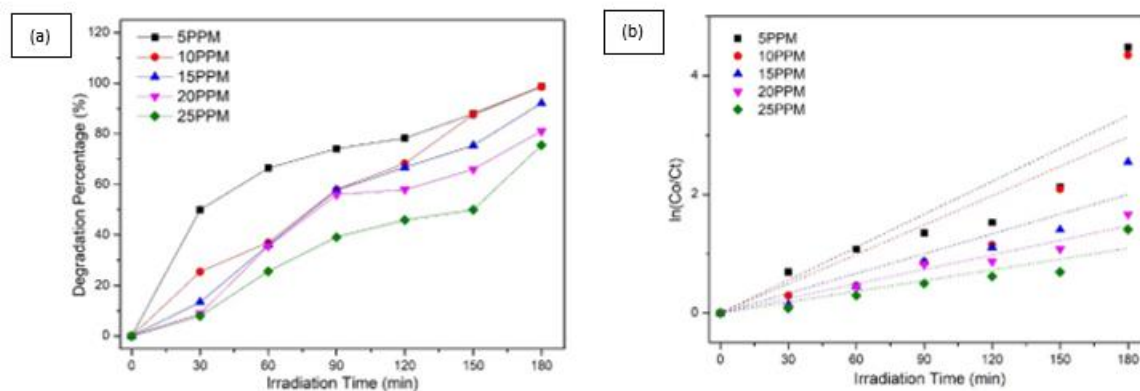 (a)
120
100
80
60
40
20
0
Degradation Percentage (%)
5PPM
10PPM
15PPM
20PPM
25PPM
0 30 60 90 120 150 180
Irradiation Time (min)
(b)
4
2
0
ln(Co/Ct)
5PPM
10PPM
15PPM
20PPM
25PPM
0 30 60 90 120 150 180
Irradiation Time (min)